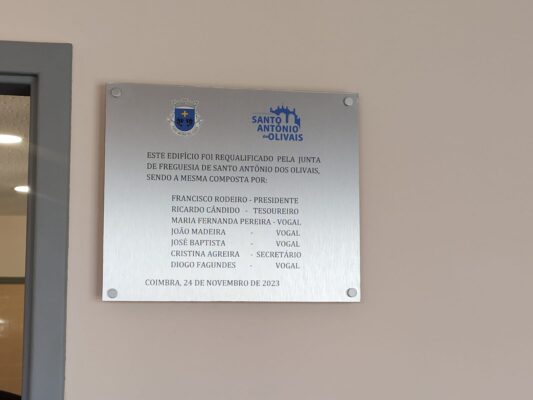 SANTO
ANTÓNIO
dos OLIVAIS
ESTE EDIFÍCIO FOI REQUALIFICADO PELA JUNTA
DE FREGUESIA DE SANTO ANTÓNIO DOS OLIVAIS,
SENDO A MESMA COMPOSTA POR:
FRANCISCO RODEIRO - PRESIDENTE
RICARDO CÂNDIDO - TESOUREIRO
MARIA FERNANDA PEREIRA - VOGAL
JOÃO MADEIRA - VOGAL
JOSÉ BAPTISTA - VOGAL
CRISTINA AGREIRA - SECRETÁRIO
DIOGO FAGUNDES - VOGAL
COIMBRA, 24 DE NOVEMBRO DE 2023